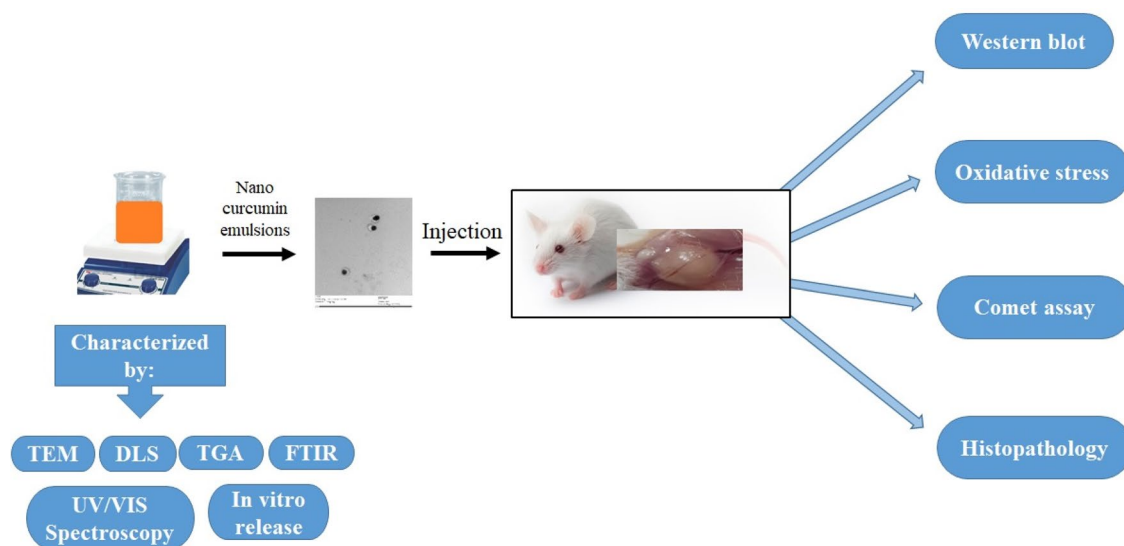 Western blot
Oxidative stress
Comet assay
Histopathology
Nano
curcumin
emulsions
Injection
Characterized
by:
TEM
DLS
TGA
FTIR
UV/VIS
Spectroscopy
In vitro
release